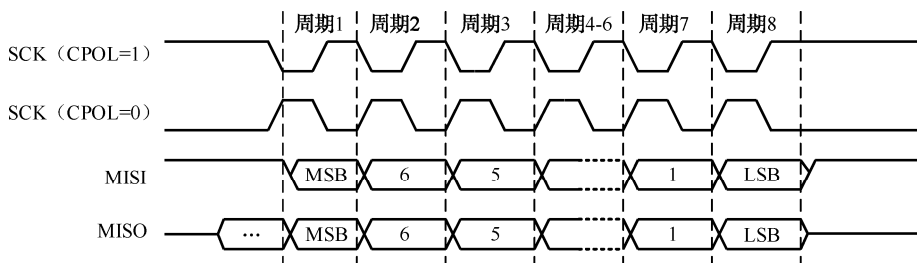 周期1 周期2 周期3 周期4-6 周期7 周期8
SCK（CPOL=1）
SCK（CPOL=0）
MISI MSB 6 5 1 LSB
MISO ... MSB 6 5 1 LSB